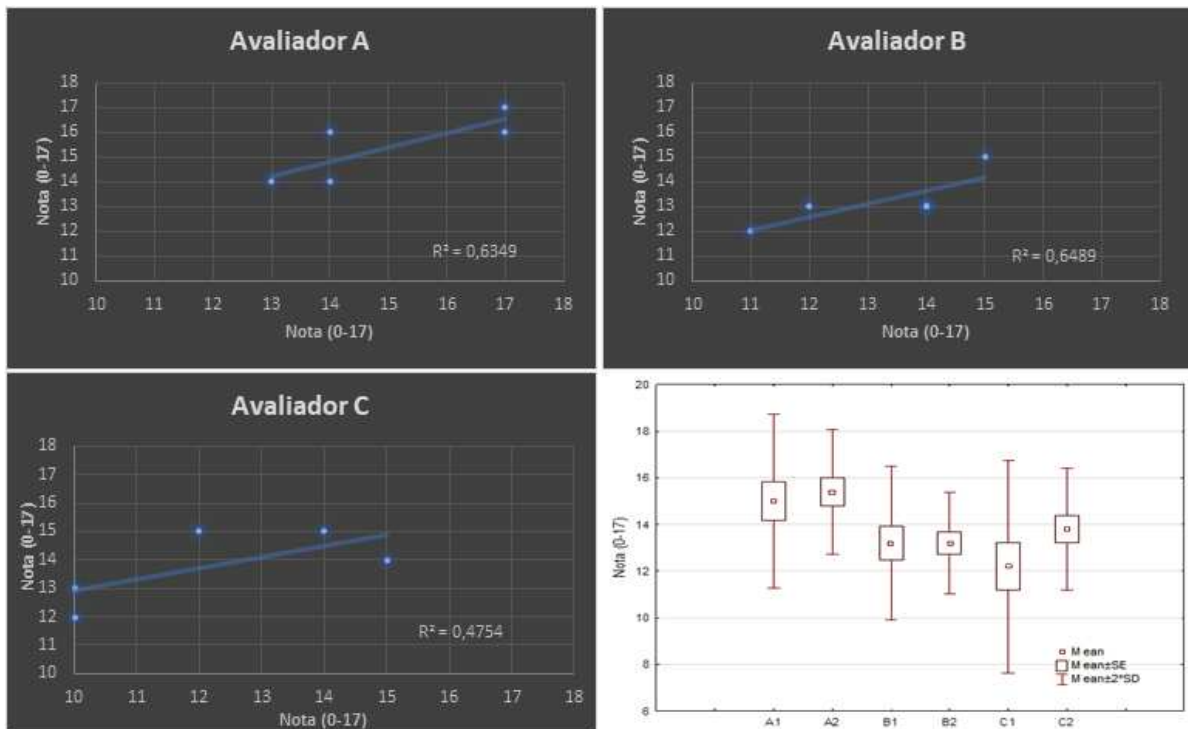 Avaliador A
Nota (0-17)
18
17
16
15
14
13
12
11
10
R² = 0,6349
10 11 12 13 14 15 16 17 18
Nota (0-17)
Avaliador B
Nota (0-17)
18
17
16
15
14
13
12
11
10
R² = 0,6489
10 11 12 13 14 15 16 17 18
Nota (0-17)
Avaliador C
Nota (0-17)
18
17
16
15
14
13
12
11
10
R² = 0,4754
10 11 12 13 14 15 16 17 18
Nota (0-17)
Nota (0-17)
20
18
16
14
12
10
8
6
Mean
Mean±SE
Mean±2*SD
A1 A2 B1 B2 C1 C2